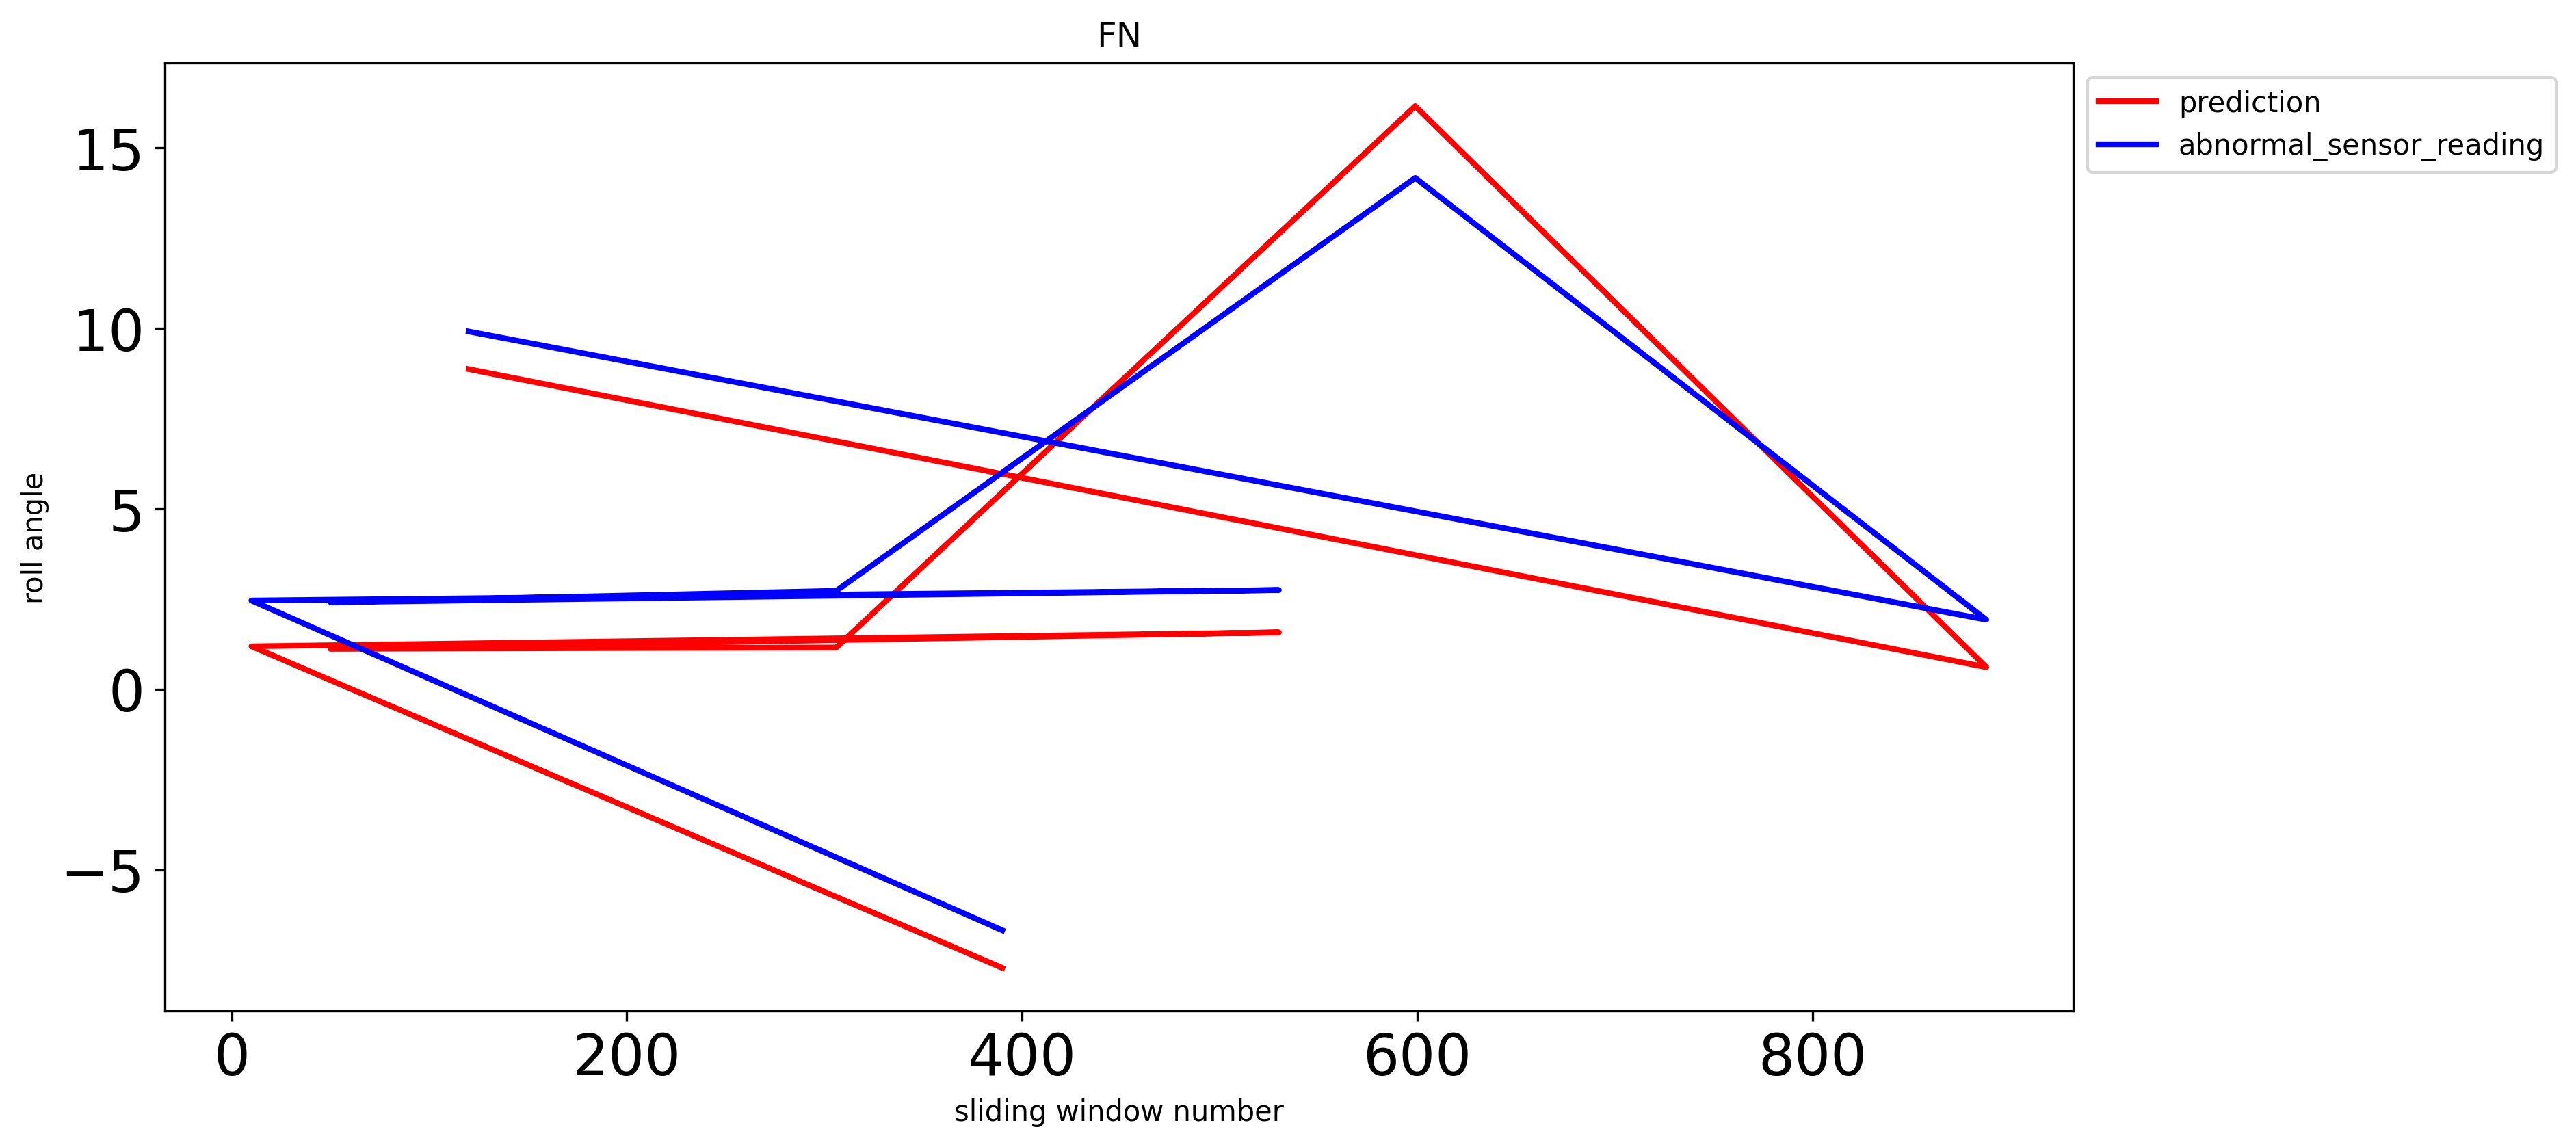 FN
prediction
abnormal_sensor_reading
15
10
5
0
−5
roll angle
0 200 400 600 800
sliding window number